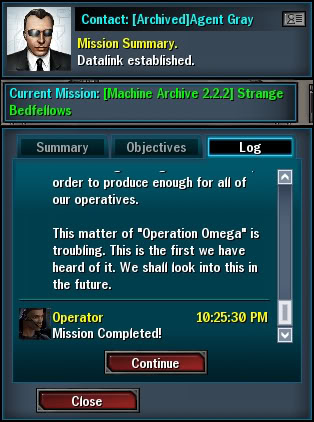 Contact: [Archived]Agent Gray
Mission Summary.
Datalink established.
Current Mission: [Machine Archive 2.2.2] Strange
Bedfellows
Summary
Objectives
Log
order to produce enough for all of
our operatives.
This matter of "Operation Omega" is
troubling. This is the first we have
heard of it. We shall look into this in
the future.
Operator 10:25:30 PM
Mission Completed!
Continue
Close